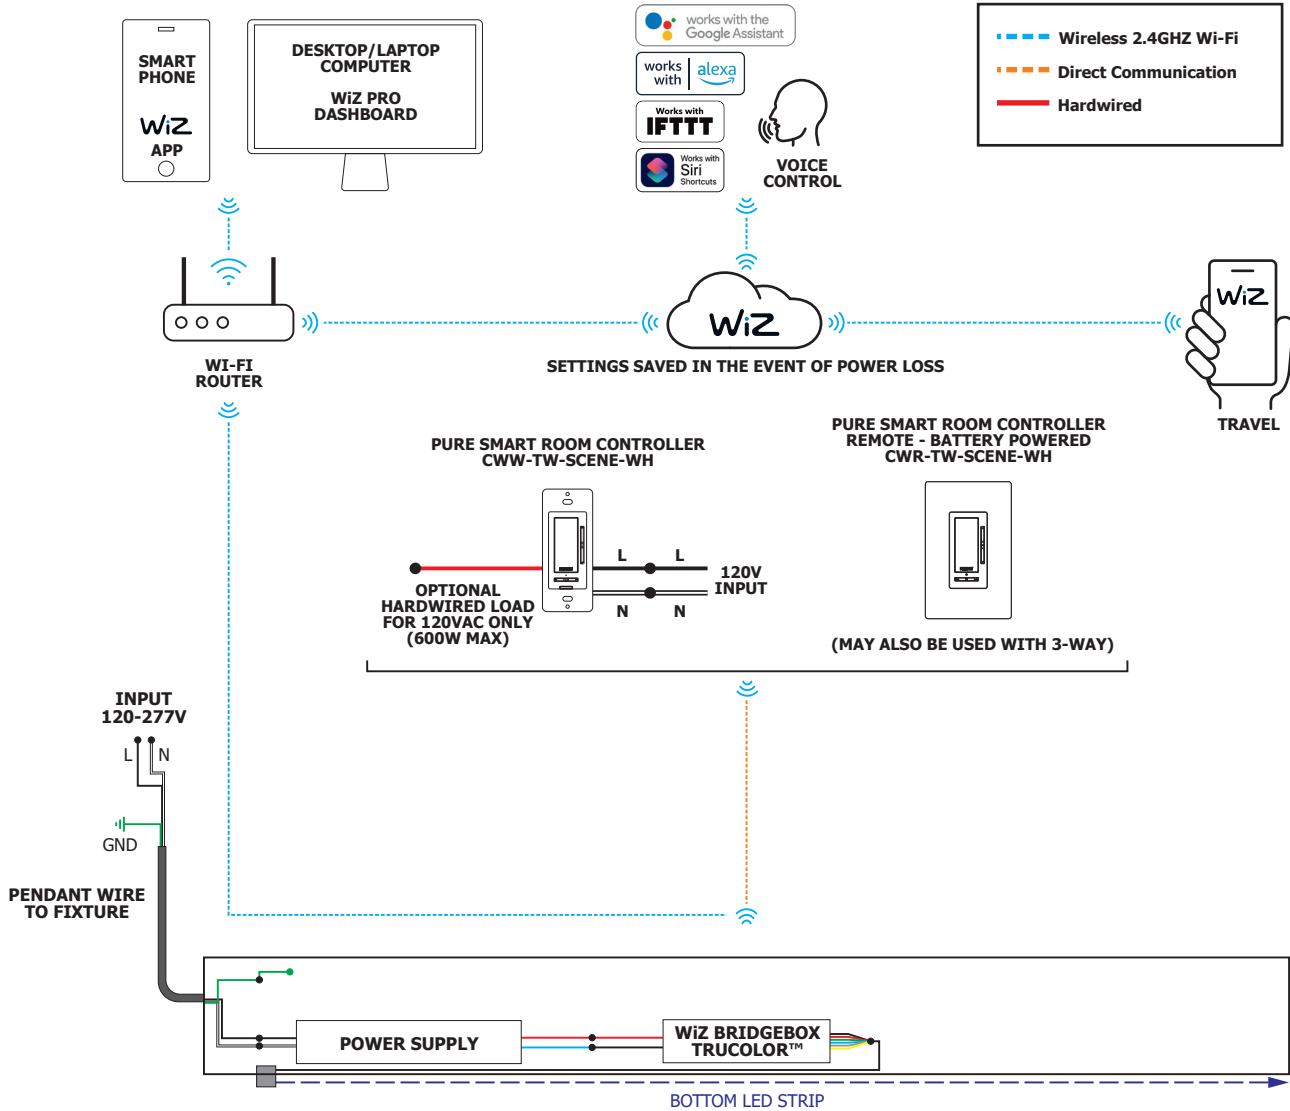 SMART
PHONE
WiZ
APP
DESKTOP/LAPTOP
COMPUTER
WiZ PRO
DASHBOARD
works with the
Google Assistant
works
with
alexa
Works with
IFTTT
Works with
Siri
Shortcuts
VOICE
CONTROL
Wireless 2.4GHZ Wi-Fi
Direct Communication
Hardwired
WI-FI
ROUTER
WiZ
SETTINGS SAVED IN THE EVENT OF POWER LOSS
WiZ
TRAVEL
PURE SMART ROOM CONTROLLER
CWW-TW-SCENE-WH
L
L
N
N
120V
INPUT
OPTIONAL
HARDWIRED LOAD
FOR 120VAC ONLY
(600W MAX)
PURE SMART ROOM CONTROLLER
REMOTE - BATTERY POWERED
CWR-TW-SCENE-WH
(MAY ALSO BE USED WITH 3-WAY)
INPUT
120-277V
L
N
GND
PENDANT WIRE
TO FIXTURE
POWER SUPPLY
WiZ BRIDGEBOX
TRUCOLOR™
BOTTOM LED STRIP